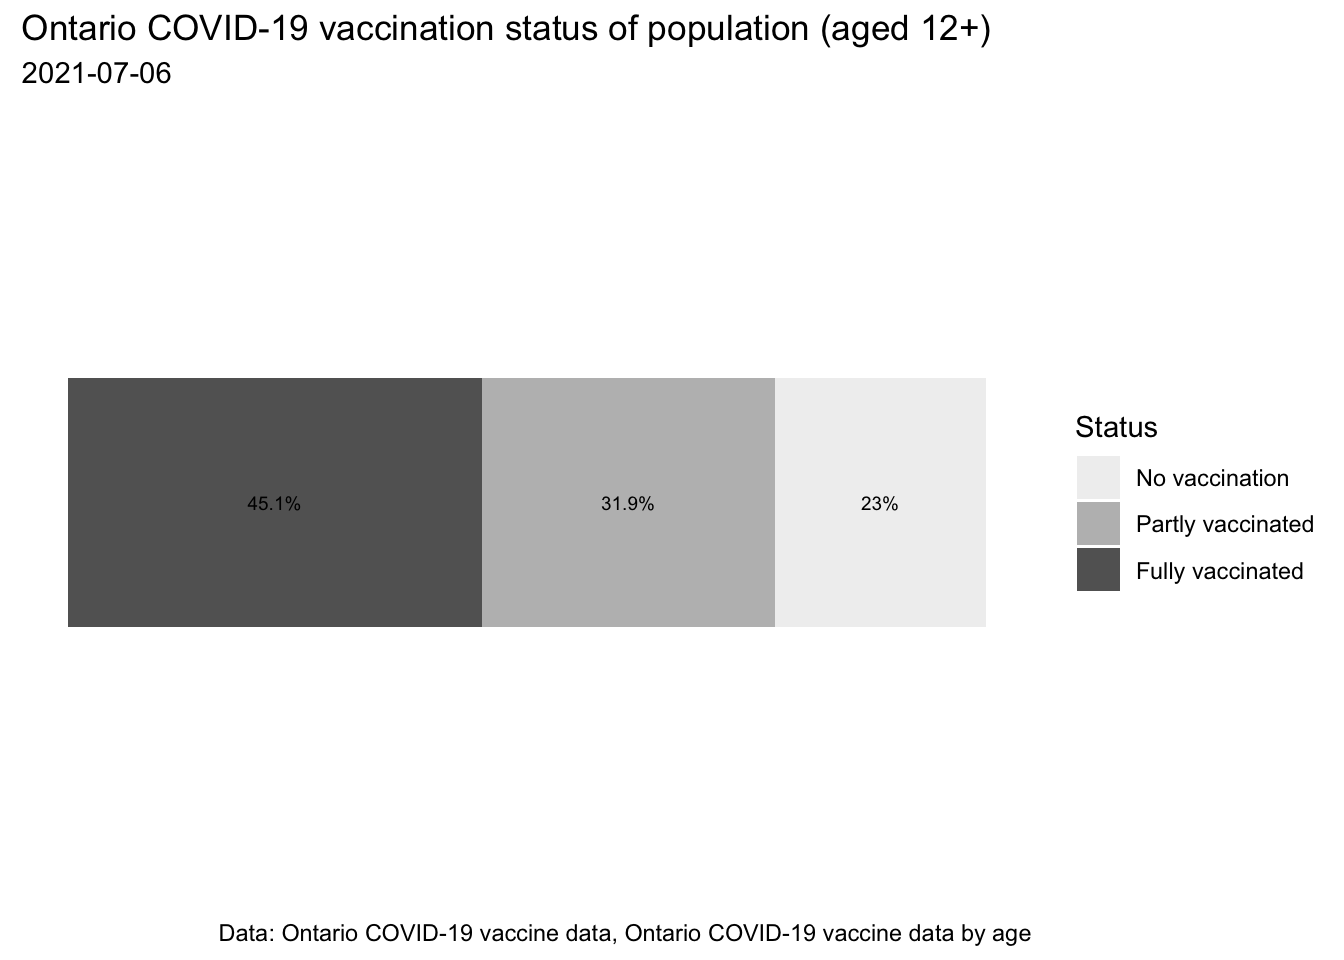 Ontario COVID-19 vaccination status of population (aged 12+)
2021-07-06
45.1%
31.9%
23%
Status
No vaccination
Partly vaccinated
Fully vaccinated
Data: Ontario COVID-19 vaccine data, Ontario COVID-19 vaccine data by age